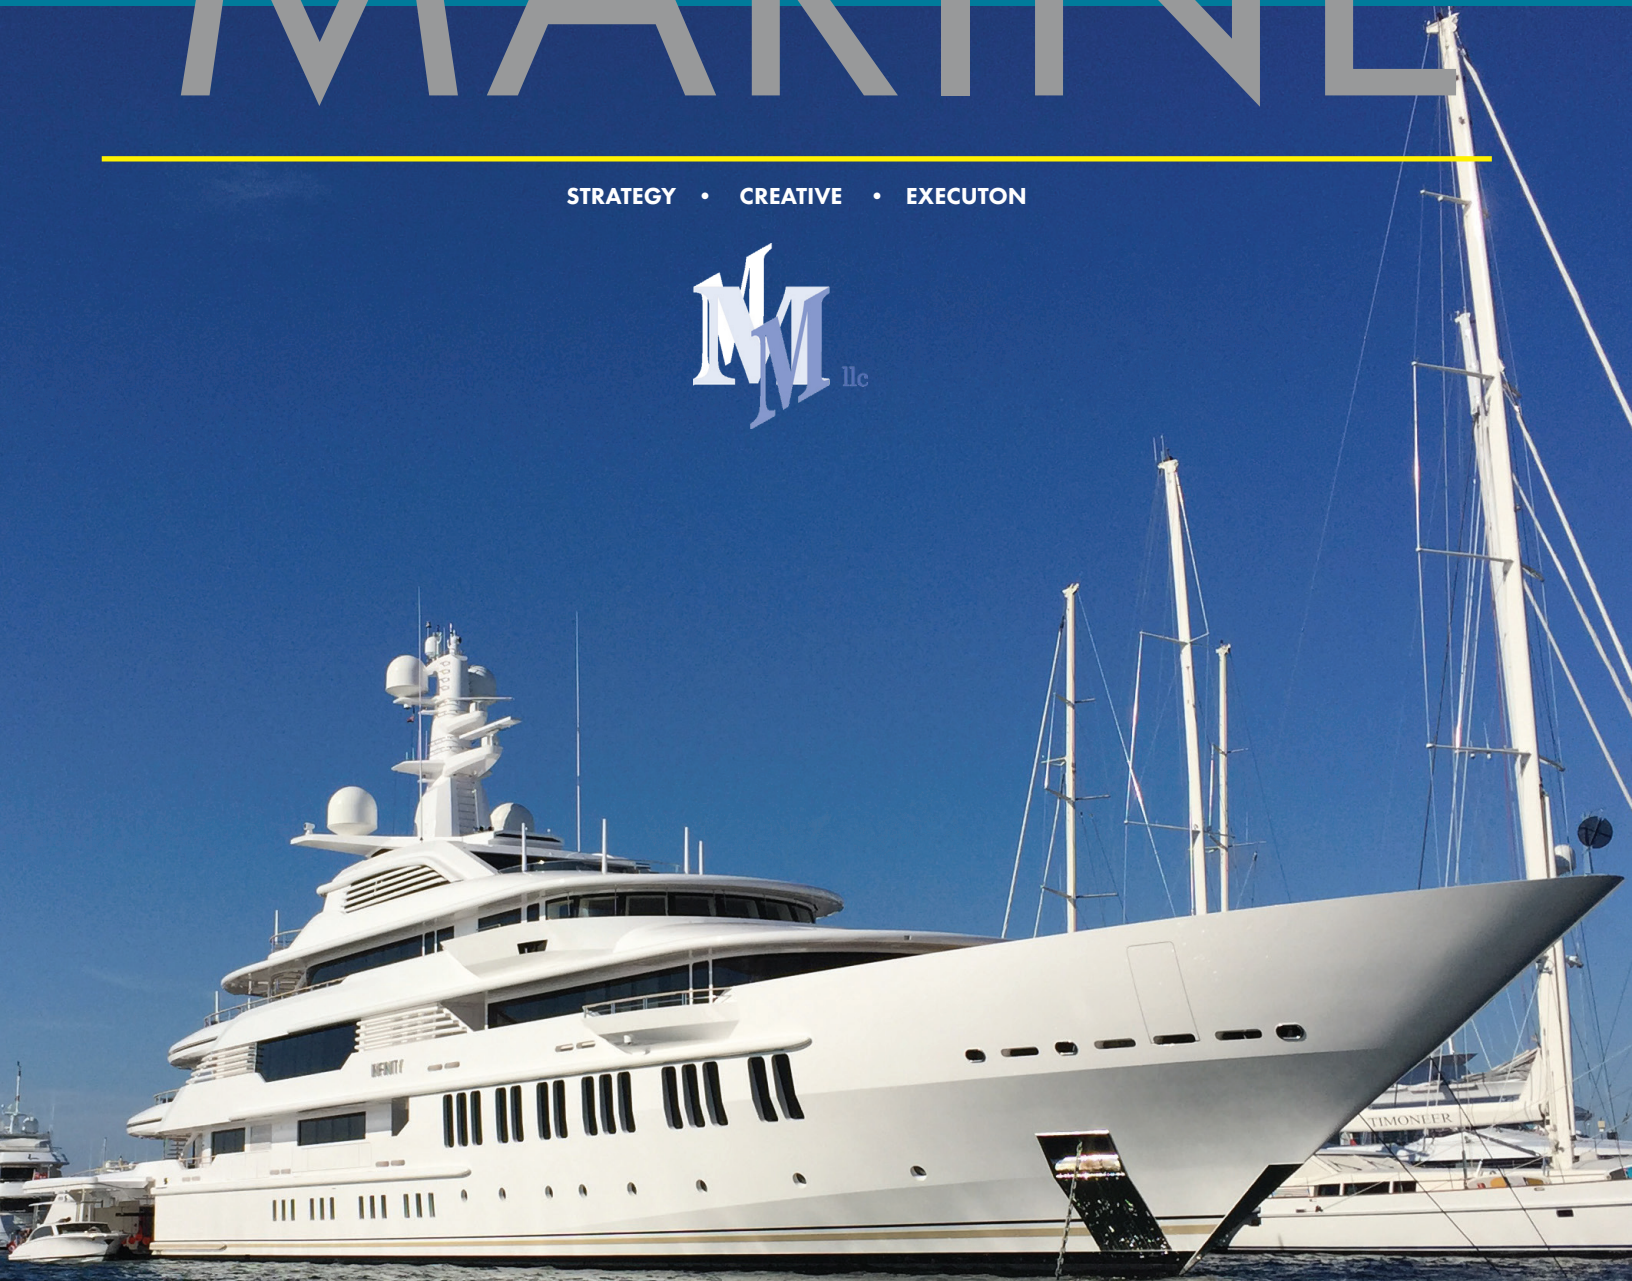 MARINE
STRATEGY • CREATIVE • EXECUTON
MM
M llc
INFINITY
TIMONEER